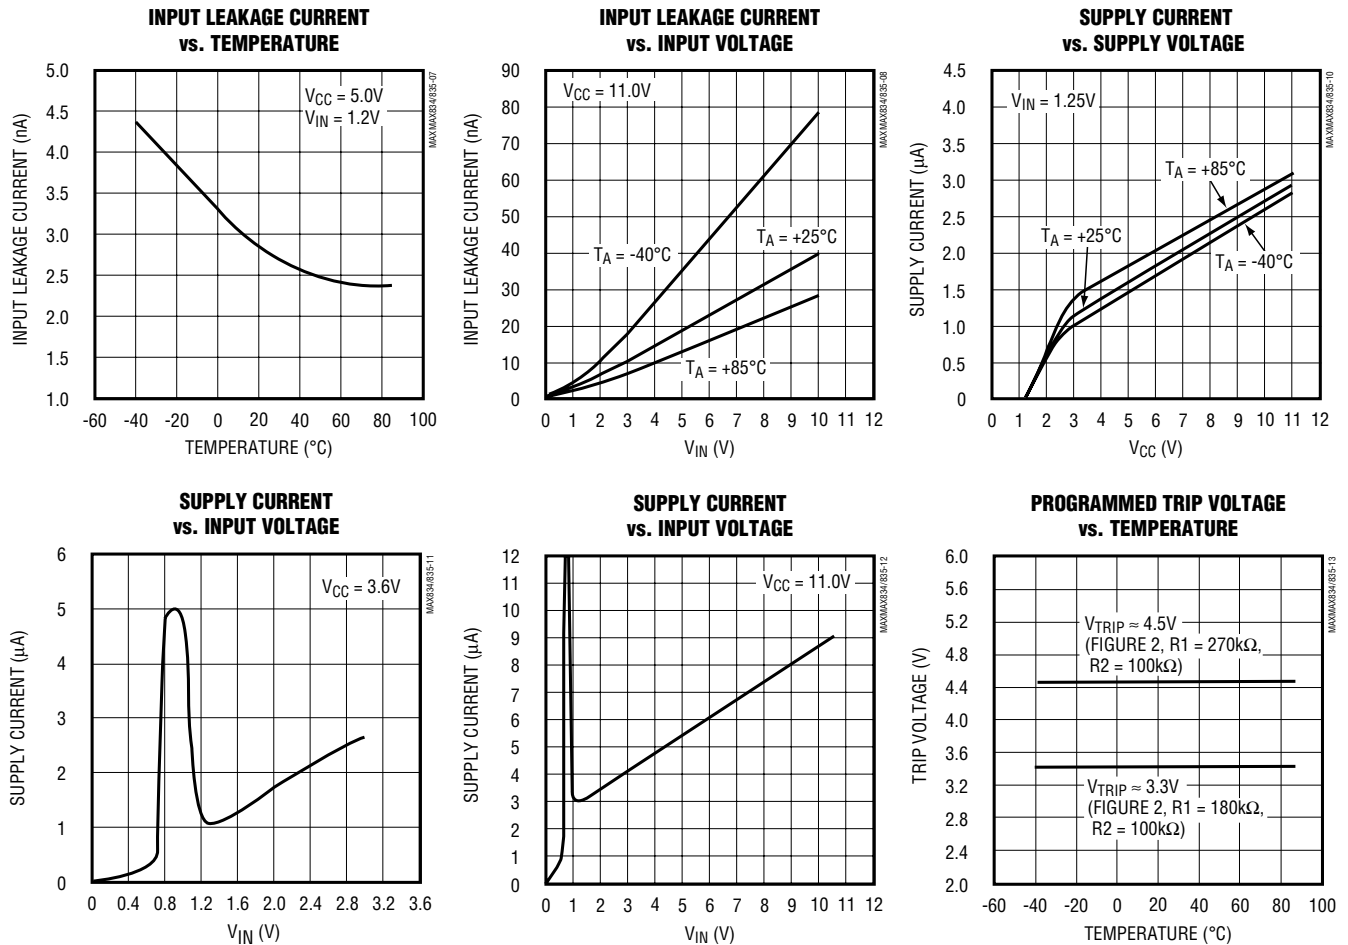 INPUT LEAKAGE CURRENT
vs. TEMPERATURE
5.0
4.5
4.0
3.5
3.0
2.5
2.0
1.5
1.0
INPUT LEAKAGE CURRENT (nA)
VCC = 5.0V
VIN = 1.2V
MAXMAX834/835-07
-60 -40 -20 0 20 40 60 80 100
TEMPERATURE (°C)
INPUT LEAKAGE CURRENT
vs. INPUT VOLTAGE
90
80
70
60
50
40
30
20
10
0
INPUT LEAKAGE CURRENT (nA)
VCC = 11.0V
TA = -40°C
TA = +25°C
TA = +85°C
MAXMAX834/835-08
0 1 2 3 4 5 6 7 8 9 10 11 12
VIN (V)
SUPPLY CURRENT
vs. SUPPLY VOLTAGE
4.5
4.0
3.5
3.0
2.5
2.0
1.5
1.0
0.5
0
SUPPLY CURRENT (µA)
VIN = 1.25V
TA = +85°C
TA = +25°C
TA = -40°C
MAXMAX834/835-10
0 1 2 3 4 5 6 7 8 9 10 11 12
VCC (V)
SUPPLY CURRENT
vs. INPUT VOLTAGE
6
5
4
3
2
1
0
SUPPLY CURRENT (µA)
VCC = 3.6V
MAX834/835-11
0 0.4 0.8 1.2 1.6 2.0 2.4 2.8 3.2 3.6
VIN (V)
SUPPLY CURRENT
vs. INPUT VOLTAGE
12
11
10
9
8
7
6
5
4
3
2
1
0
SUPPLY CURRENT (µA)
VCC = 11.0V
MAXMAX834/835-12
0 1 2 3 4 5 6 7 8 9 10 11 12
VIN (V)
PROGRAMMED TRIP VOLTAGE
vs. TEMPERATURE
6.0
5.6
5.2
4.8
4.4
4.0
3.6
3.2
2.8
2.4
2.0
TRIP VOLTAGE (V)
VTRIP ≈ 4.5V
(FIGURE 2, R1 = 270kΩ,
R2 = 100kΩ)
VTRIP ≈ 3.3V
(FIGURE 2, R1 = 180kΩ,
R2 = 100kΩ)
MAXMAX834/835-13
-60 -40 -20 0 20 40 60 80 100
TEMPERATURE (°C)